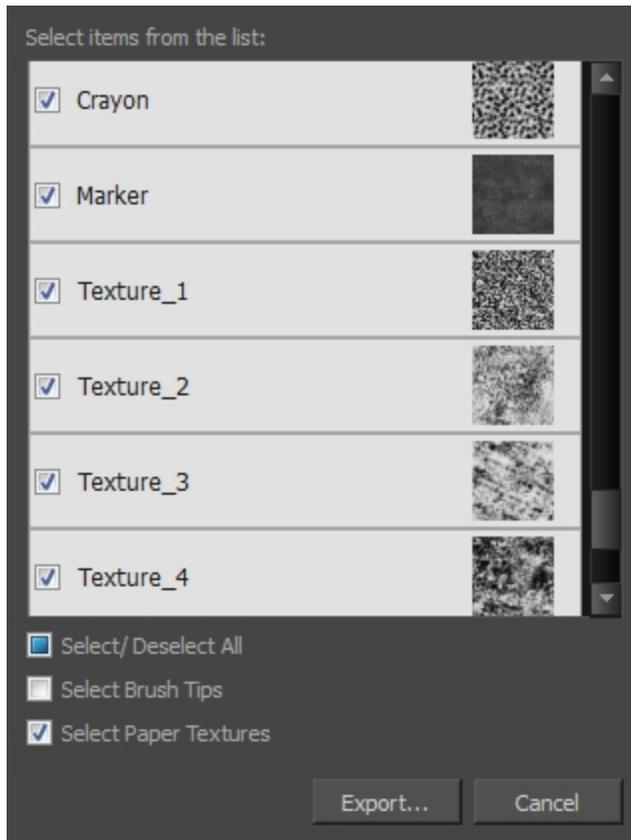 Select items from the list:
Crayon
Marker
Texture_1
Texture_2
Texture_3
Texture_4
Select/ Deselect All
Select Brush Tips
Select Paper Textures
Export... Cancel